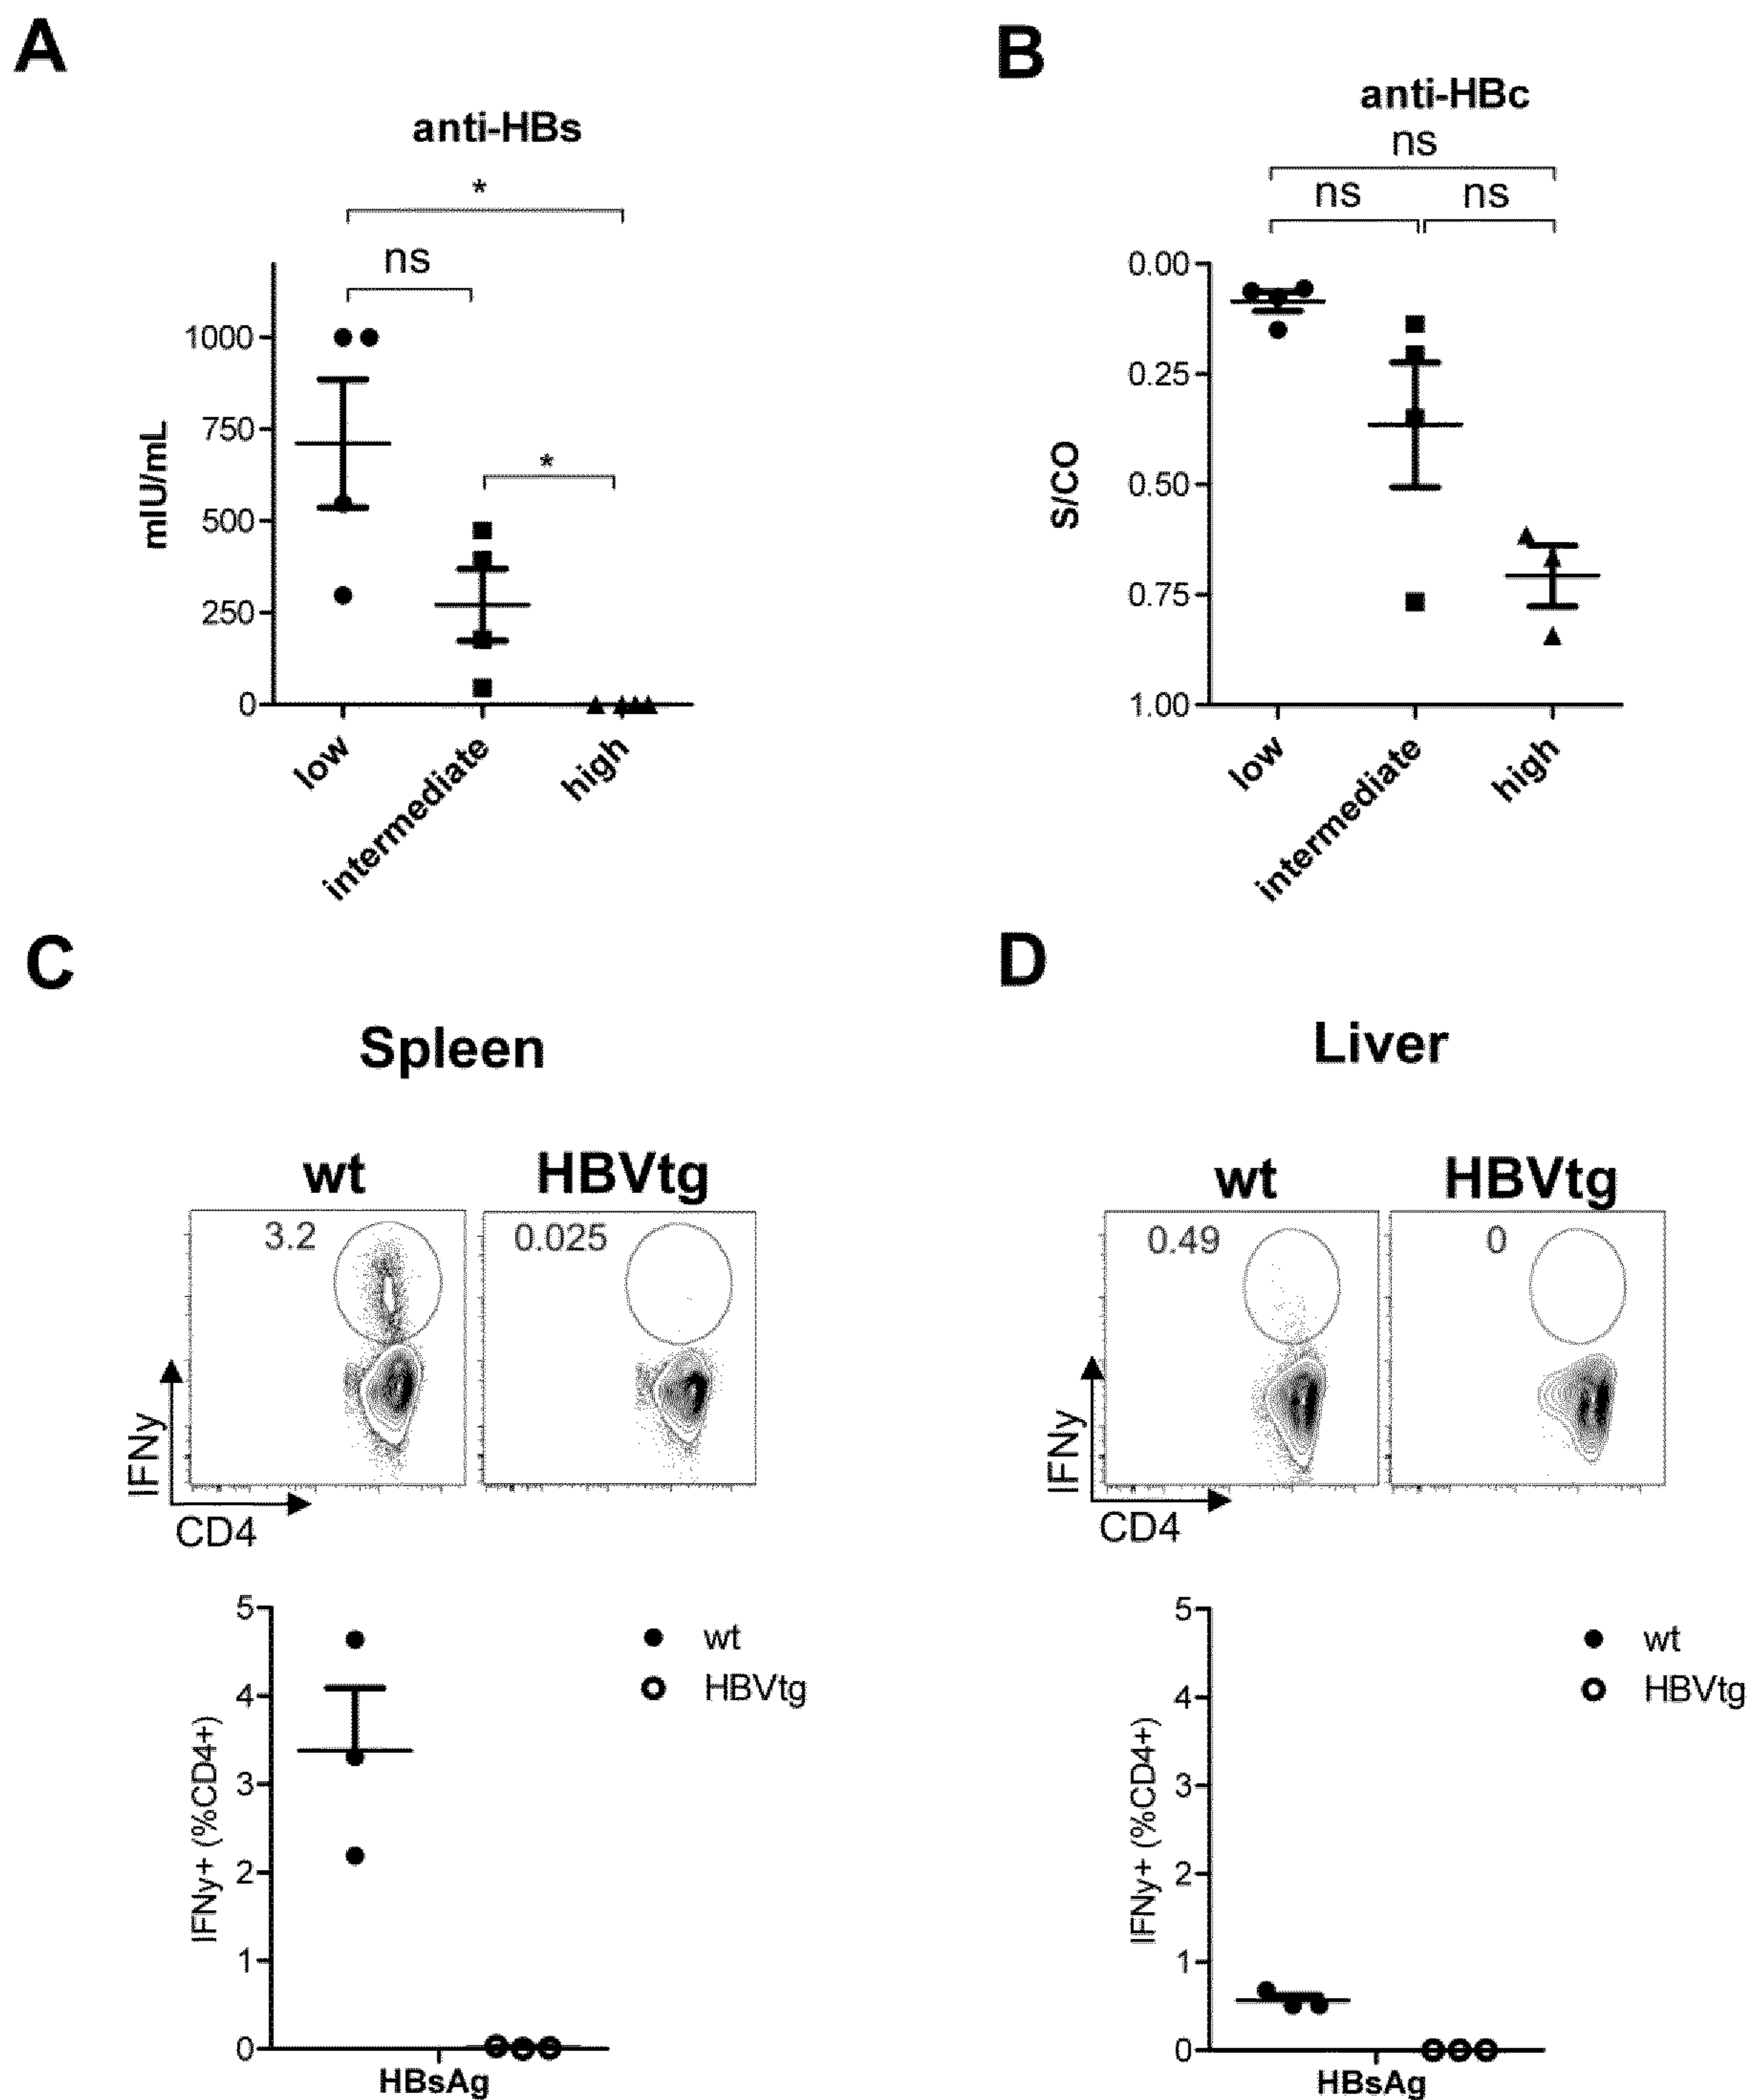 A
anti-HBs
*
ns
*
1000
750
500
250
0
mIU/mL
low
intermediate
high
B
anti-HBc
ns
ns
ns
0.00
0.25
0.50
0.75
1.00
S/CO
low
intermediate
high
C
Spleen
wt
HBVtg
3.2
0.025
IFNy
CD4
5
4
3
2
1
0
IFNy+ (%CD4+)
wt
HBVtg
HBsAg
D
Liver
wt
HBVtg
0.49
0
IFNy
CD4
5
4
3
2
1
0
IFNy+ (%CD4+)
wt
HBVtg
HBsAg